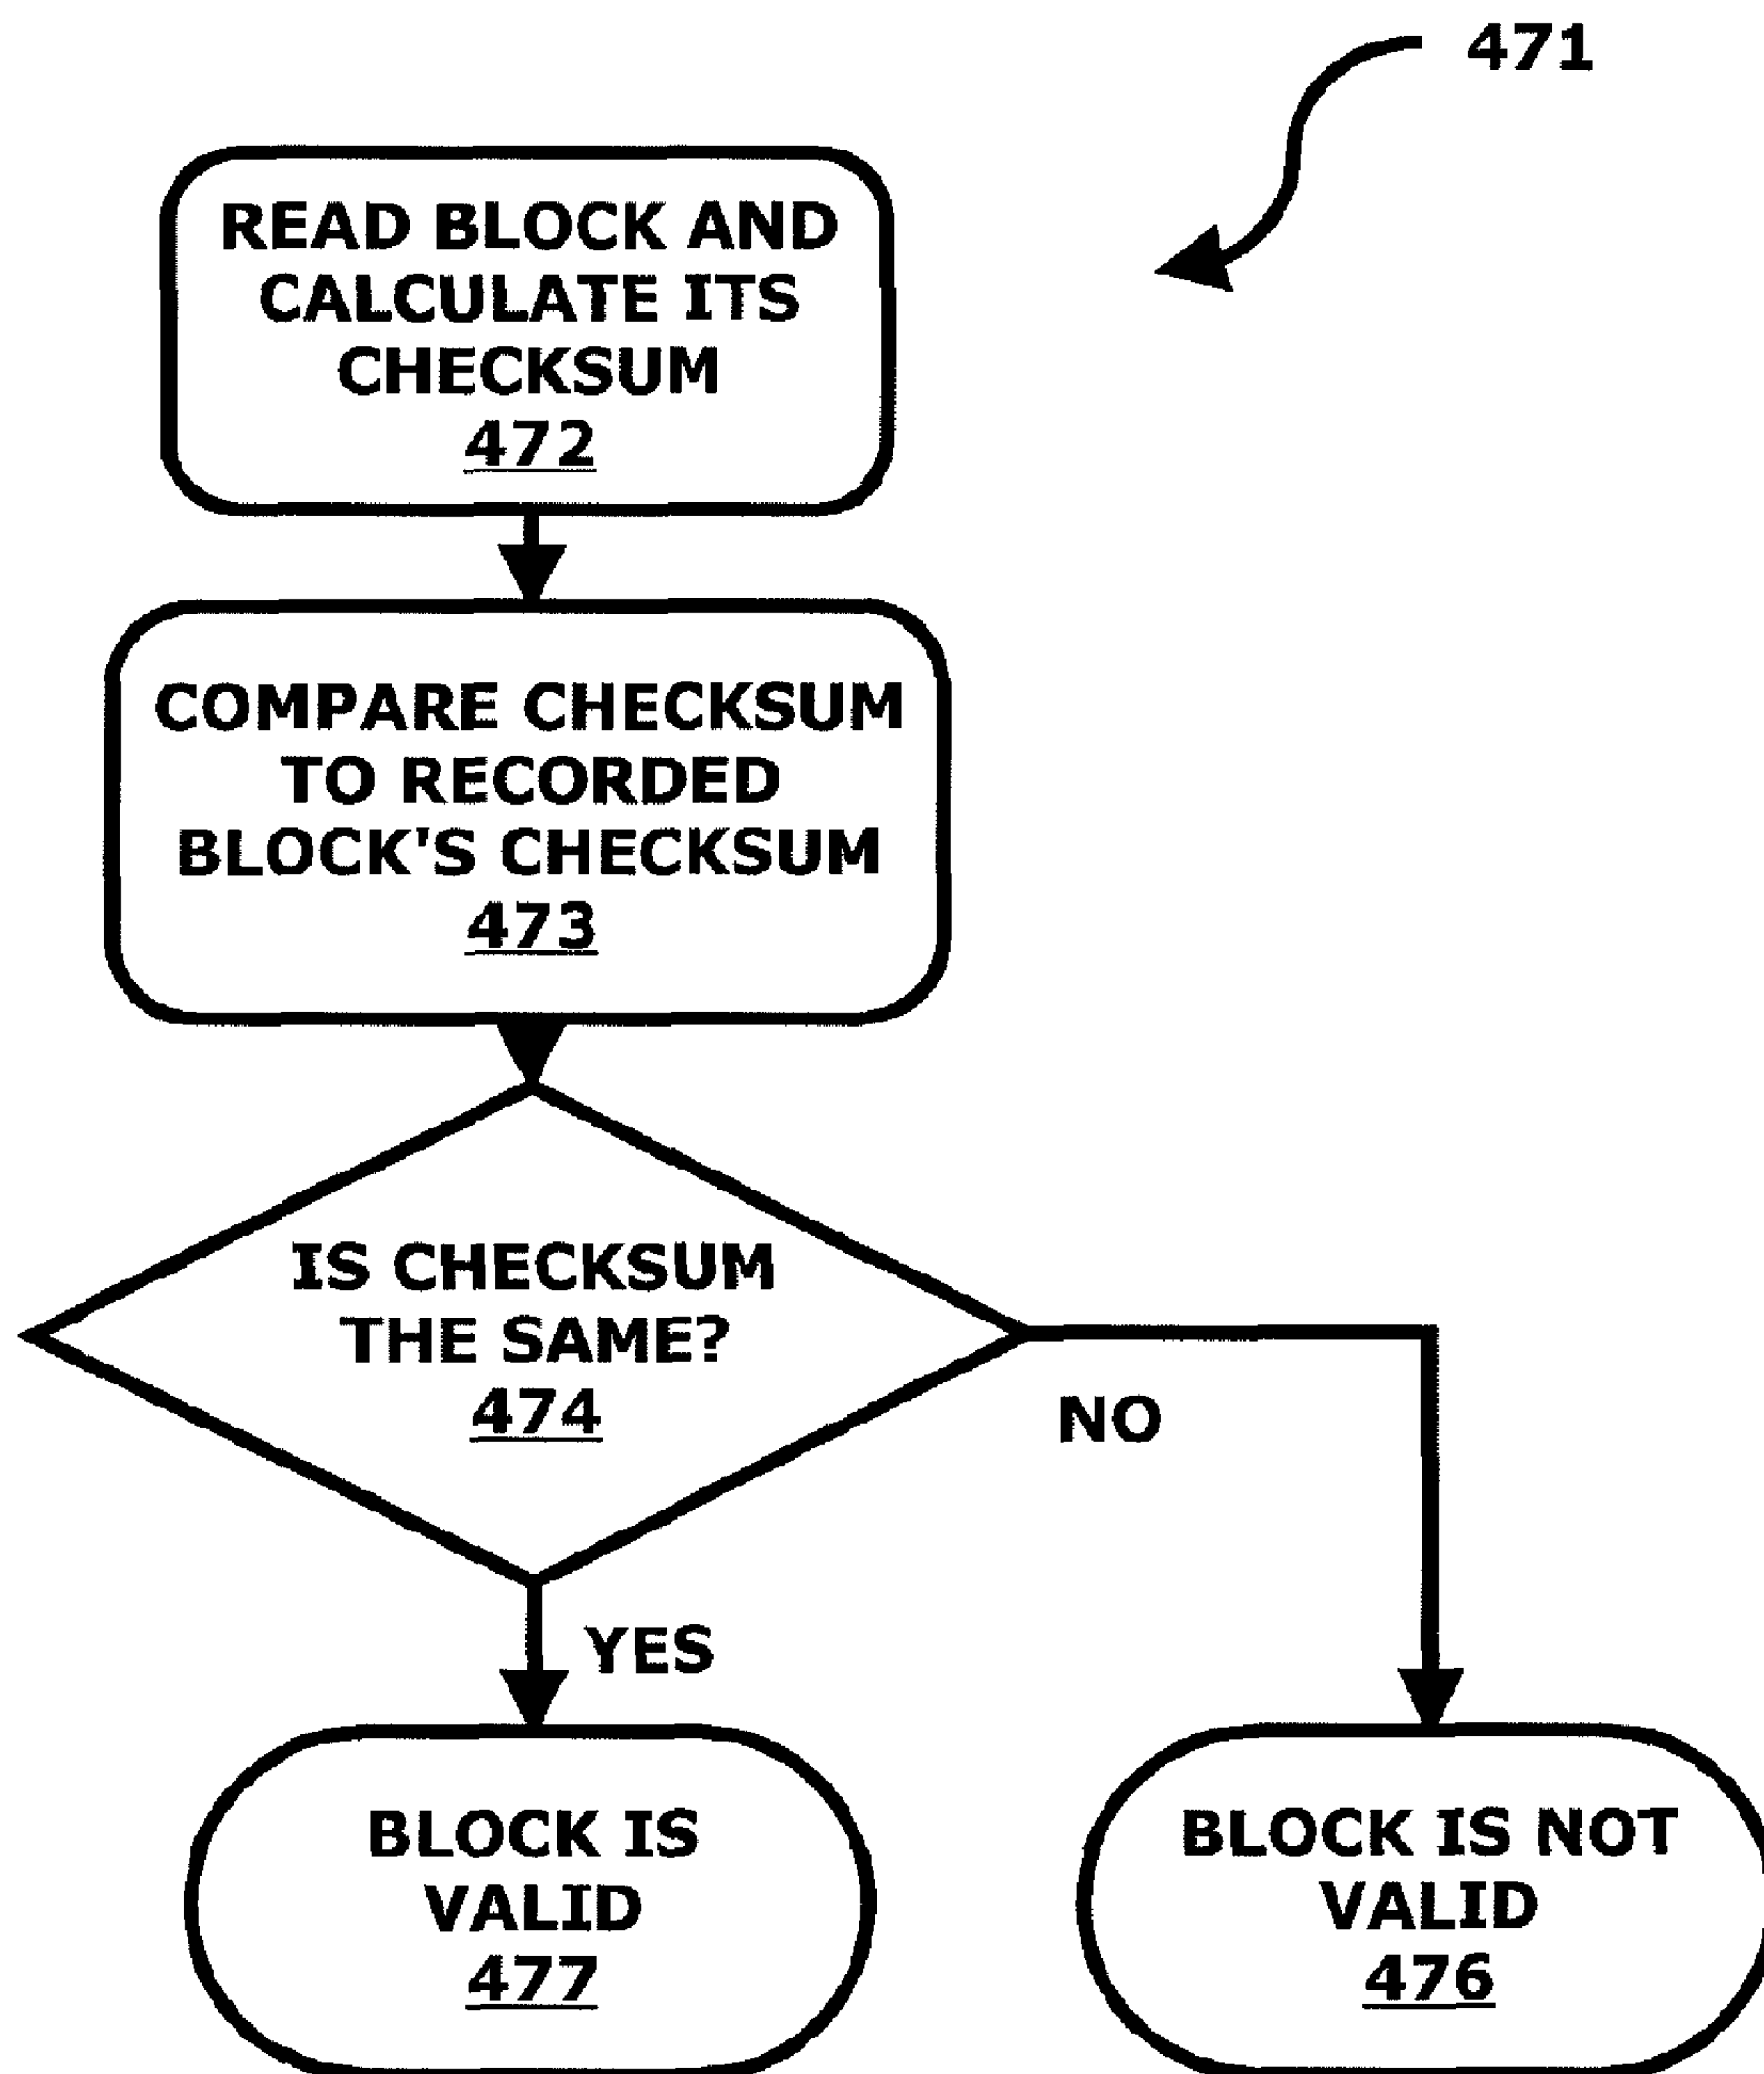 471
READ BLOCK AND
CALCULATE ITS
CHECKSUM
472
COMPARE CHECKSUM
TO RECORDED
BLOCK'S CHECKSUM
473
IS CHECKSUM
THE SAME?
474
NO
YES
BLOCK IS
VALID
477
BLOCK IS NOT
VALID
476